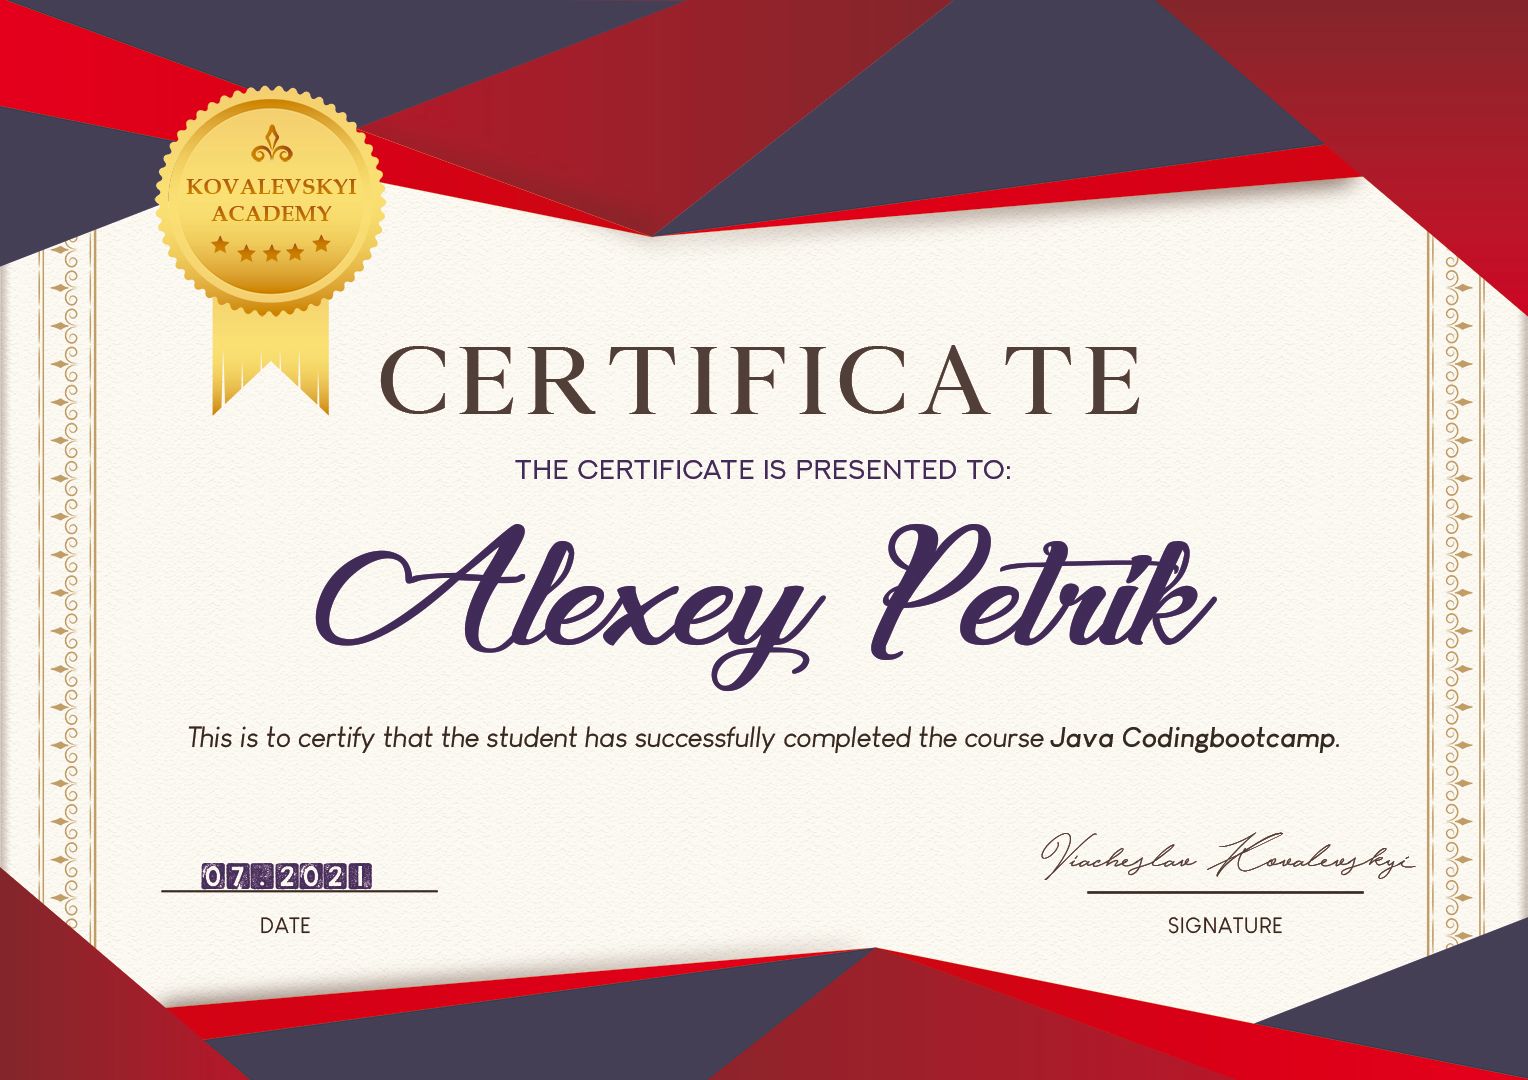 KOVALEVSKYI
ACADEMY
CERTIFICATE
THE CERTIFICATE IS PRESENTED TO:
Alexey Petrik
This is to certify that the student has successfully completed the course Java Codingbootcamp.
07.2021
DATE
Viacheslav Kovalevskyi
SIGNATURE